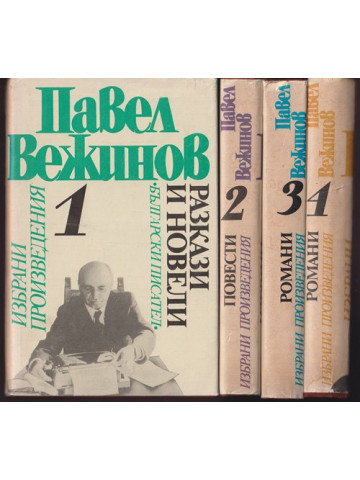 Павел
Вежинов
1
ИЗБРАНИ
ПРОИЗВЕДЕНИЯ
РАЗКАЗИ
И НОВЕЛИ
•БЪЛГАРСКИ ПИСАТЕЛ•
Павел
Вежинов
2
ПОВЕСТИ
ИЗБРАНИ ПРОИЗВЕДЕНИЯ
Павел
Вежинов
3
РОМАНИ
ИЗБРАНИ ПРОИЗВЕДЕНИЯ
Павел
Вежинов
4
РОМАНИ
ИЗБРАНИ ПРОИЗВЕДЕНИЯ